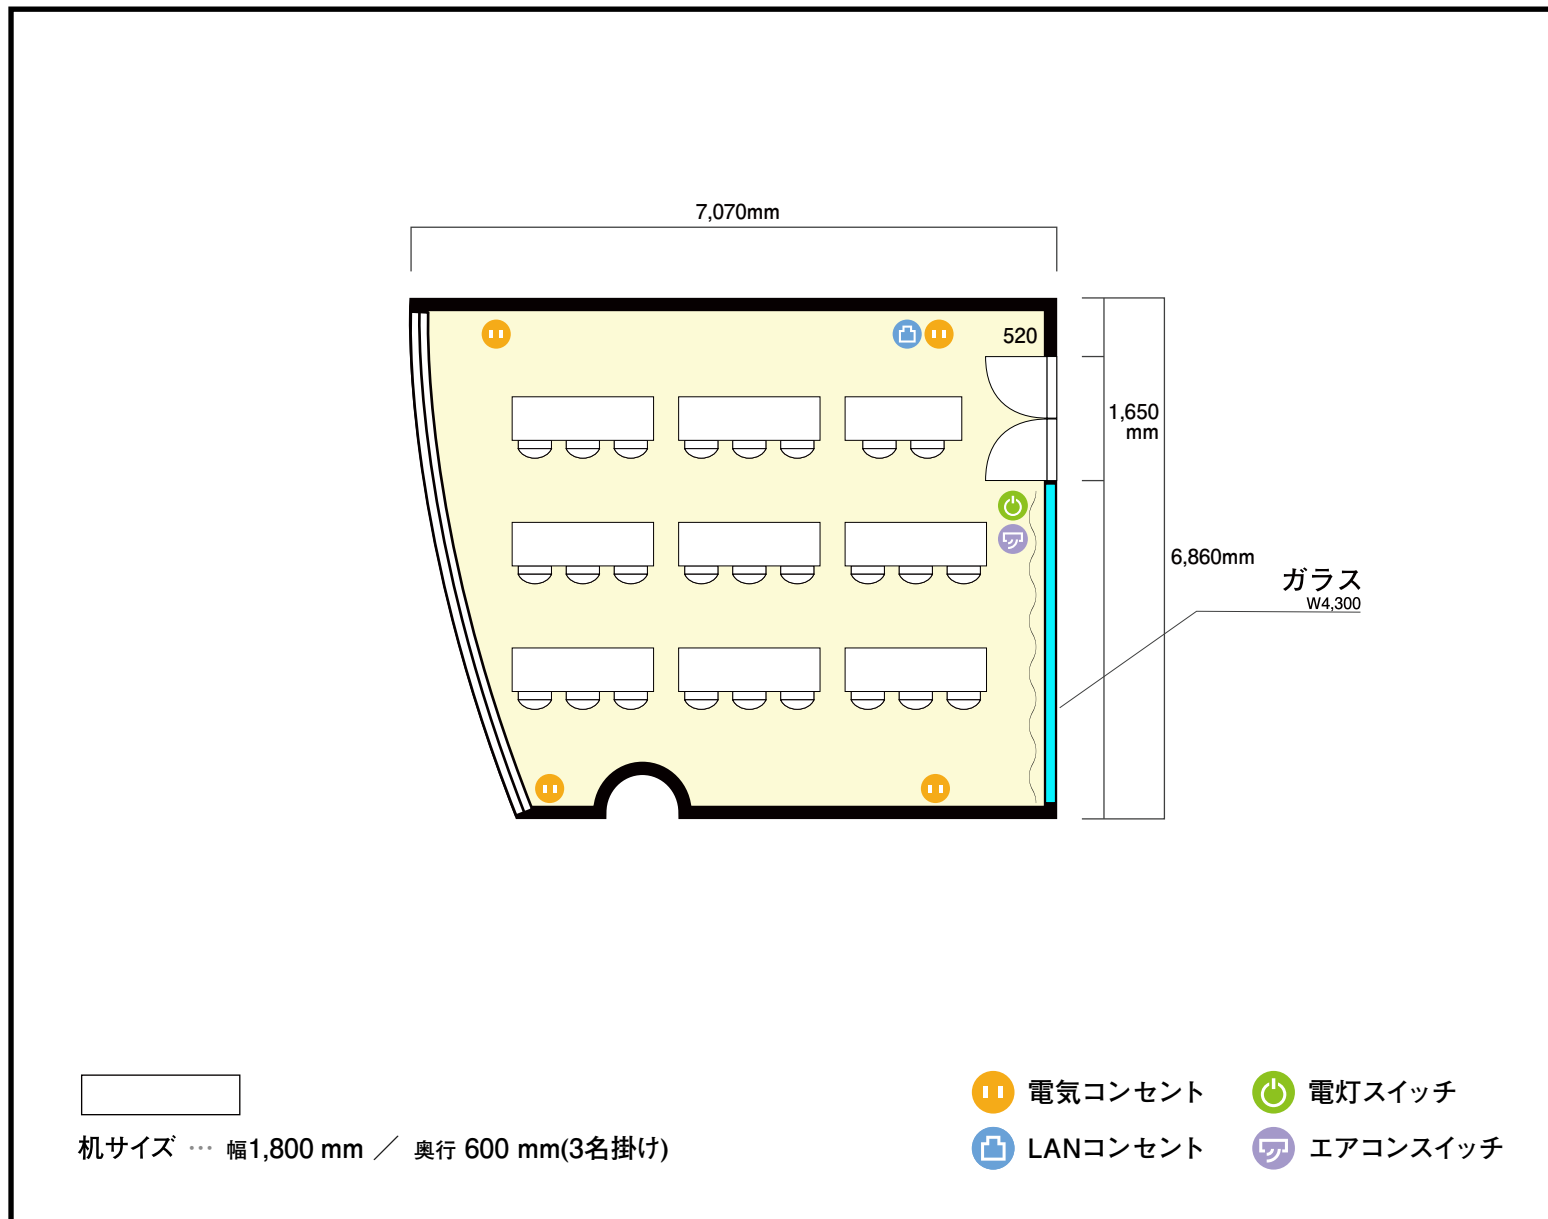 7,070mm
520
1,650
mm
6,860mm
ガラス
W4,300
机サイズ … 幅1,800 mm ／ 奥行 600 mm(3名掛け)
電気コンセント
電灯スイッチ
LANコンセント
エアコンスイッチ